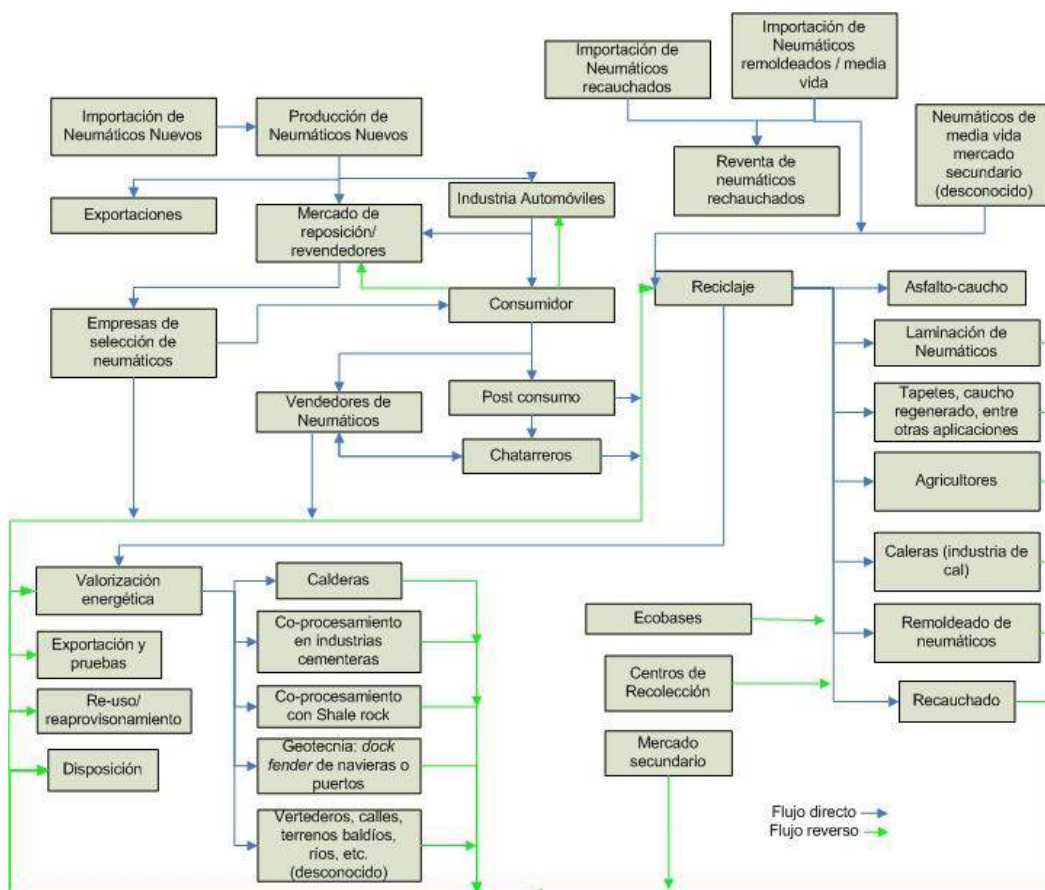 Importación de
Neumáticos
recauchados
Importación de
Neumáticos
remoldeados / media
vida
Importación de
Neumáticos Nuevos
Producción de
Neumáticos Nuevos
Neumáticos de
media vida
mercado
secundario
(desconocido)
Reventa de
neumáticos
rechauchados
Exportaciones
Industria Automóviles
Mercado de
reposición/
revendedores
Consumidor
Reciclaje
Asfalto-caucho
Empresas de
selección de
neumáticos
Laminación de
Neumáticos
Vendedores de
Neumáticos
Post consumo
Tapetes, caucho
regenerado, entre
otras aplicaciones
Chatarreros
Agricultores
Valorización
energética
Calderas
Caleras (industria de
cal)
Ecobases
Co-procesamiento
en industrias
cementeras
Remoldeado de
neumáticos
Exportación y
pruebas
Centros de
Recolección
Re-uso/
reaprovisonamiento
Co-procesamiento
con Shale rock
Recauchado
Disposición
Geotecnia: dock
fender de navieras o
puertos
Mercado
secundario
Vertederos, calles,
terrenos baldíos,
ríos, etc.
(desconocido)
Flujo directo
Flujo reverso